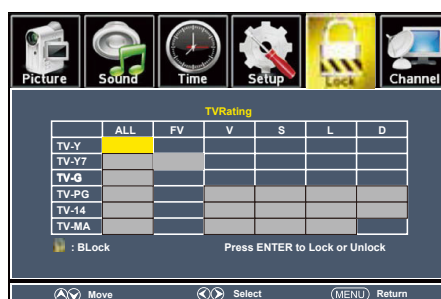 Picture Sound Time Setup Lock Channel
TVRating
ALL FV V S L D
TV-Y
TV-Y7
TV-G
TV-PG
TV-14
TV-MA
: BLock Press ENTER to Lock or Unlock
Move Select MENU Return